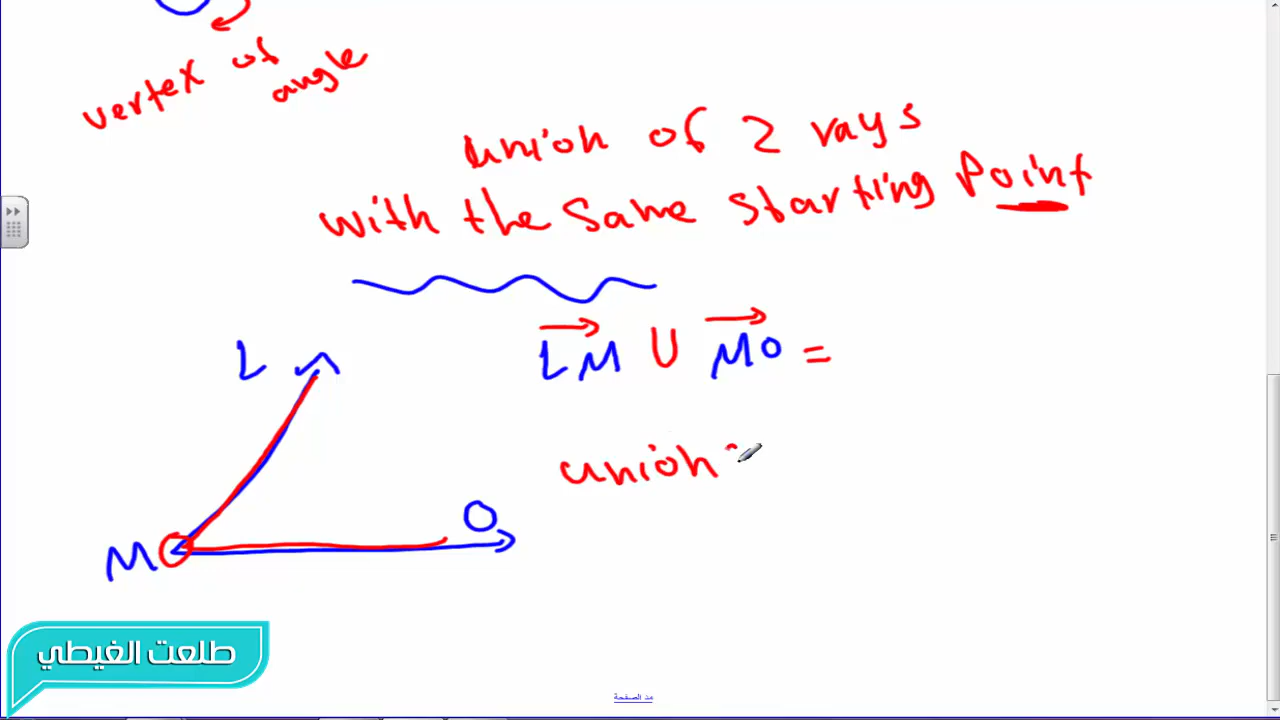 vertex of
angle
union of 2 rays
with the same starting Point
L
LM U MO =
union
O
M
طلعت الغيطي